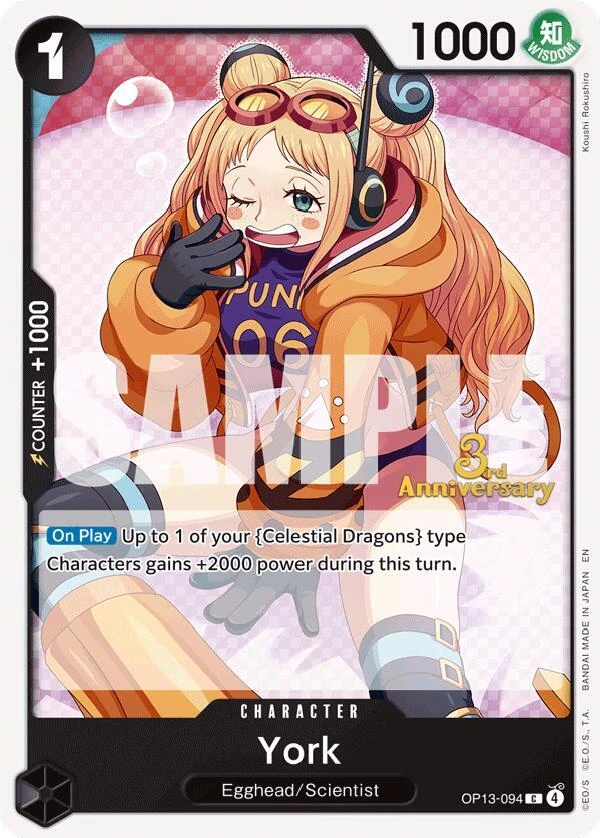 1
1000
知
WISDOM
Koushi Rokushiro
6
PUN
06
COUNTER +1000
SAMPLE
3rd
Anniversary
On Play Up to 1 of your {Celestial Dragons} type
Characters gains +2000 power during this turn.
©E.O/S ©E.O./S., T.A. BANDAI MADE IN JAPAN EN
CHARACTER
York
Egghead/Scientist
OP13-094 C 4